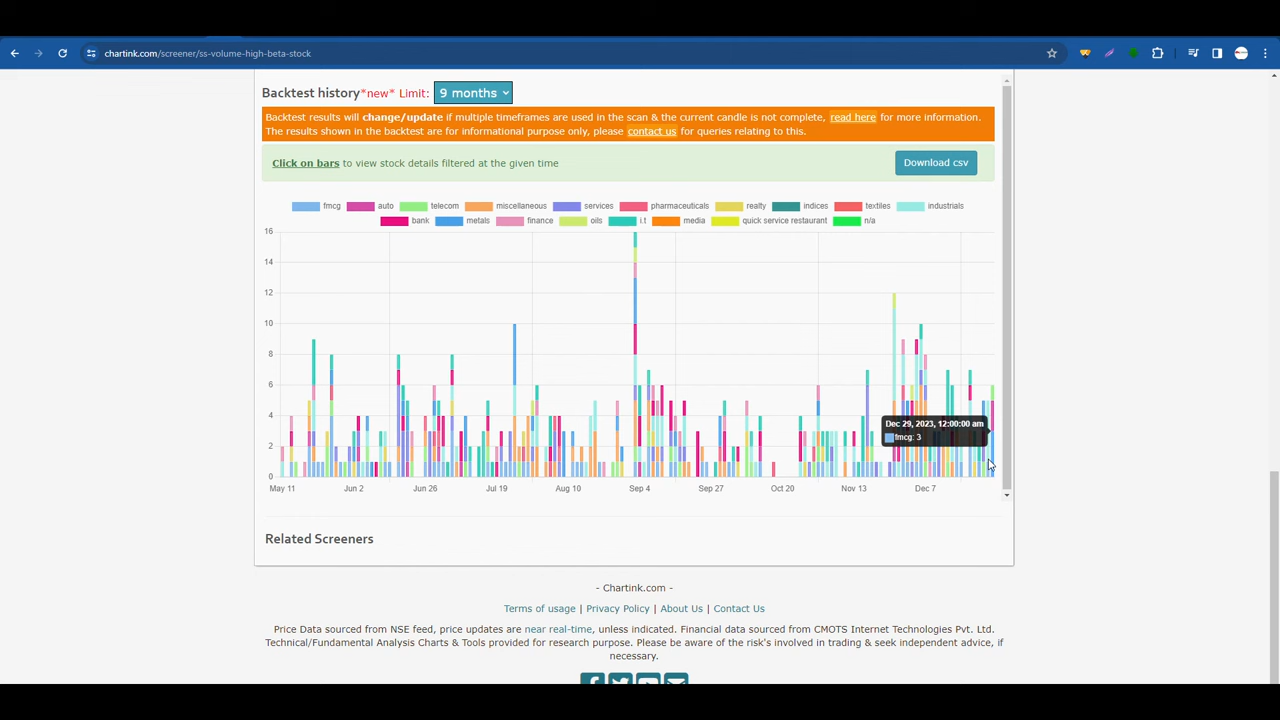 chartink.com/screener/ss-volume-high-beta-stock
Backtest history*new* Limit: 9 months
Backtest results will change/update if multiple timeframes are used in the scan & the current candle is not complete, read here for more information.
The results shown in the backtest are for informational purpose only, please contact us for queries relating to this.
Click on bars to view stock details filtered at the given time
Download csv
fmcg auto telecom miscellaneous services pharmaceuticals realty indices textiles industrials
bank metals finance oils i.t media quick service restaurant n/a
16
14
12
10
8
6
4
2
0
Dec 29, 2023, 12:00:00 am
fmcg: 3
May 11 Jun 2 Jun 26 Jul 19 Aug 10 Sep 4 Sep 27 Oct 20 Nov 13 Dec 7
Related Screeners
- Chartink.com -
Terms of usage | Privacy Policy | About Us | Contact Us
Price Data sourced from NSE feed, price updates are near real-time, unless indicated. Financial data sourced from CMOTS Internet Technologies Pvt. Ltd.
Technical/Fundamental Analysis Charts & Tools provided for research purpose. Please be aware of the risk's involved in trading & seek independent advice, if
necessary.